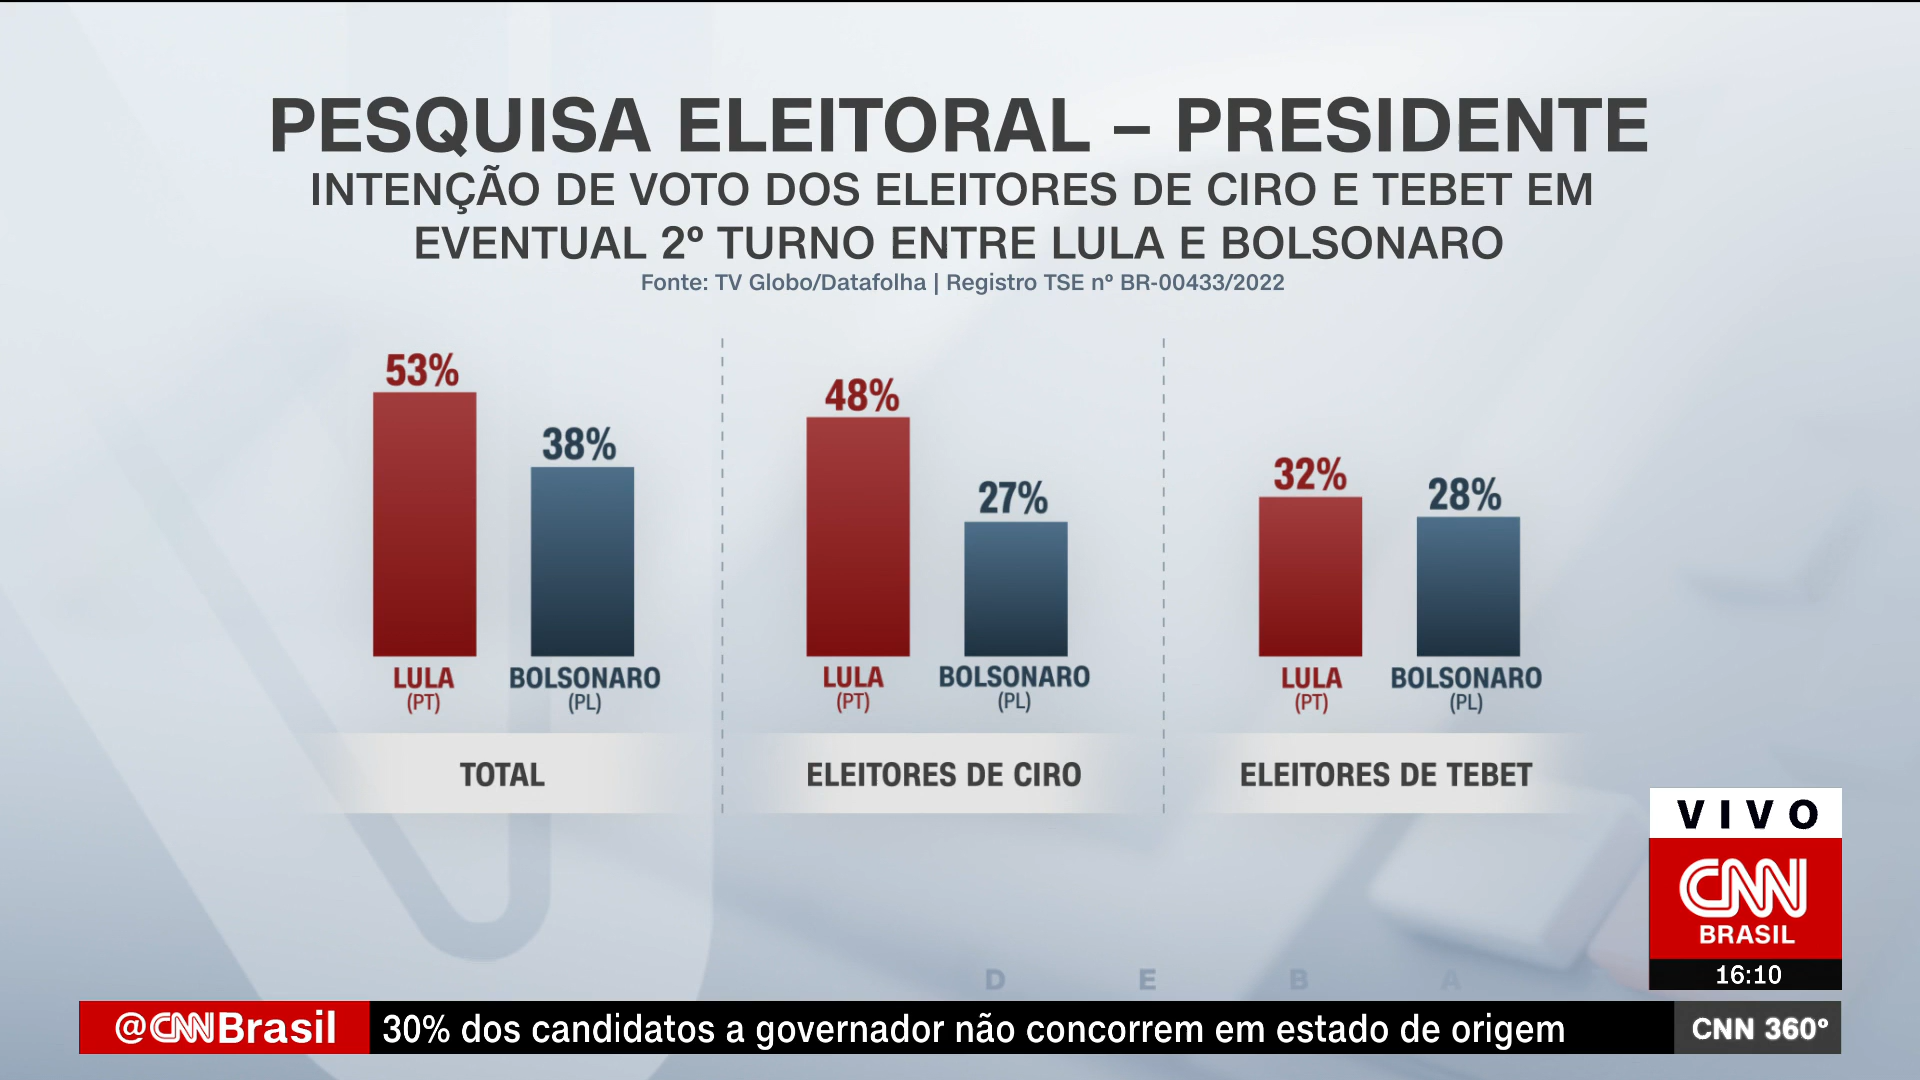 PESQUISA ELEITORAL – PRESIDENTE
INTENÇÃO DE VOTO DOS ELEITORES DE CIRO E TEBET EM
EVENTUAL 2º TURNO ENTRE LULA E BOLSONARO
Fonte: TV Globo/Datafolha | Registro TSE nº BR-00433/2022
53%
38%
LULA
(PT)
BOLSONARO
(PL)
TOTAL
48%
27%
LULA
(PT)
BOLSONARO
(PL)
ELEITORES DE CIRO
32%
28%
LULA
(PT)
BOLSONARO
(PL)
ELEITORES DE TEBET
D E B A
VIVO
CNN
BRASIL
16:10
@CNNBrasil
30% dos candidatos a governador não concorrem em estado de origem
CNN 360º